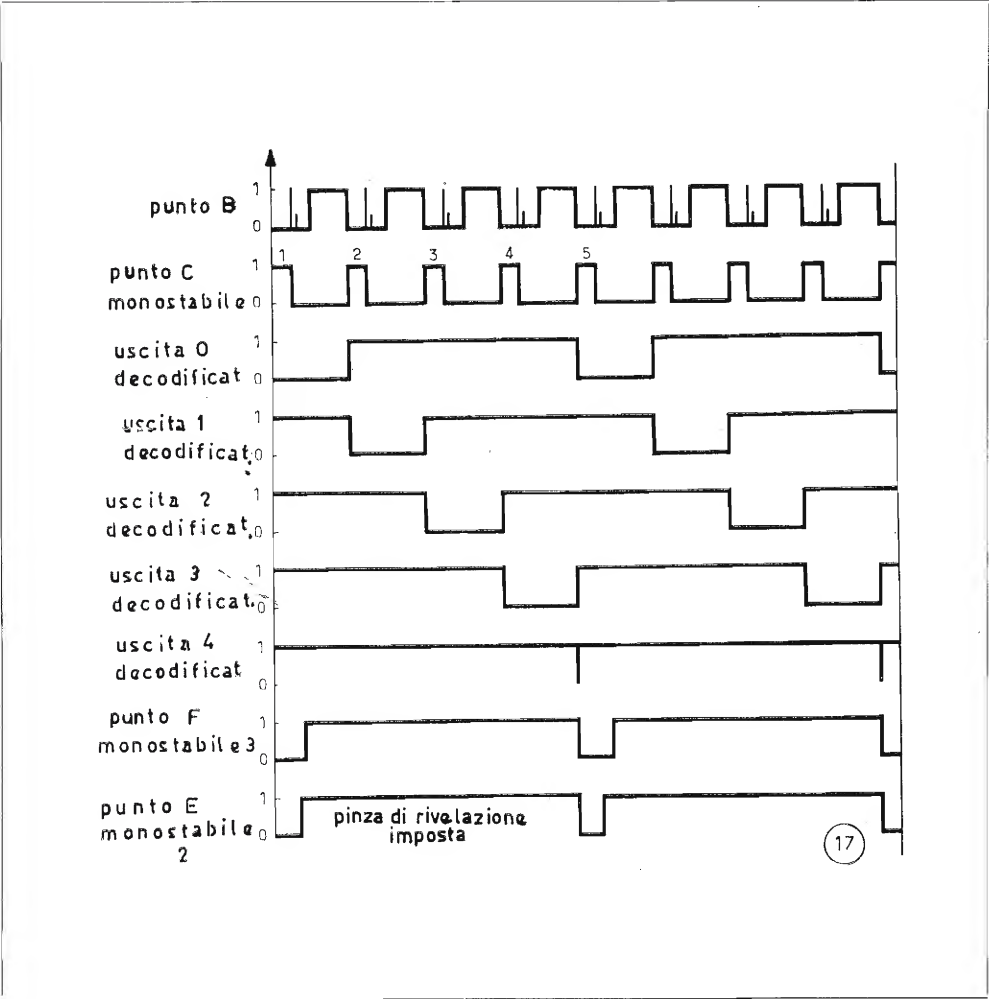 punto B
1
0
1 2 3 4 5
punto C
monostabile
1
0
uscita 0
decodificat
1
0
uscita 1
decodificat.
1
0
uscita 2
decodificat.
1
0
uscita 3
decodificat.
1
0
uscita 4
decodificat
1
0
punto F
monostabile 3
1
0
punto E
monostabile
2
1
0
pinza di rivelazione
imposta
17